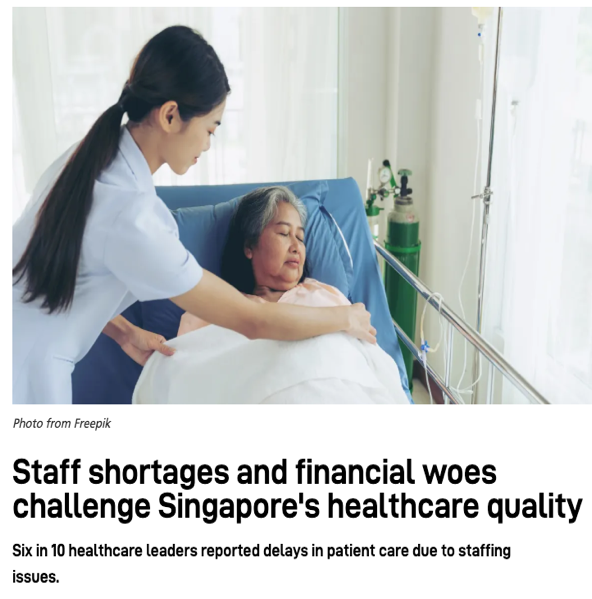 Photo from Freepik
Staff shortages and financial woes
challenge Singapore's healthcare quality
Six in 10 healthcare leaders reported delays in patient care due to staffing
issues.